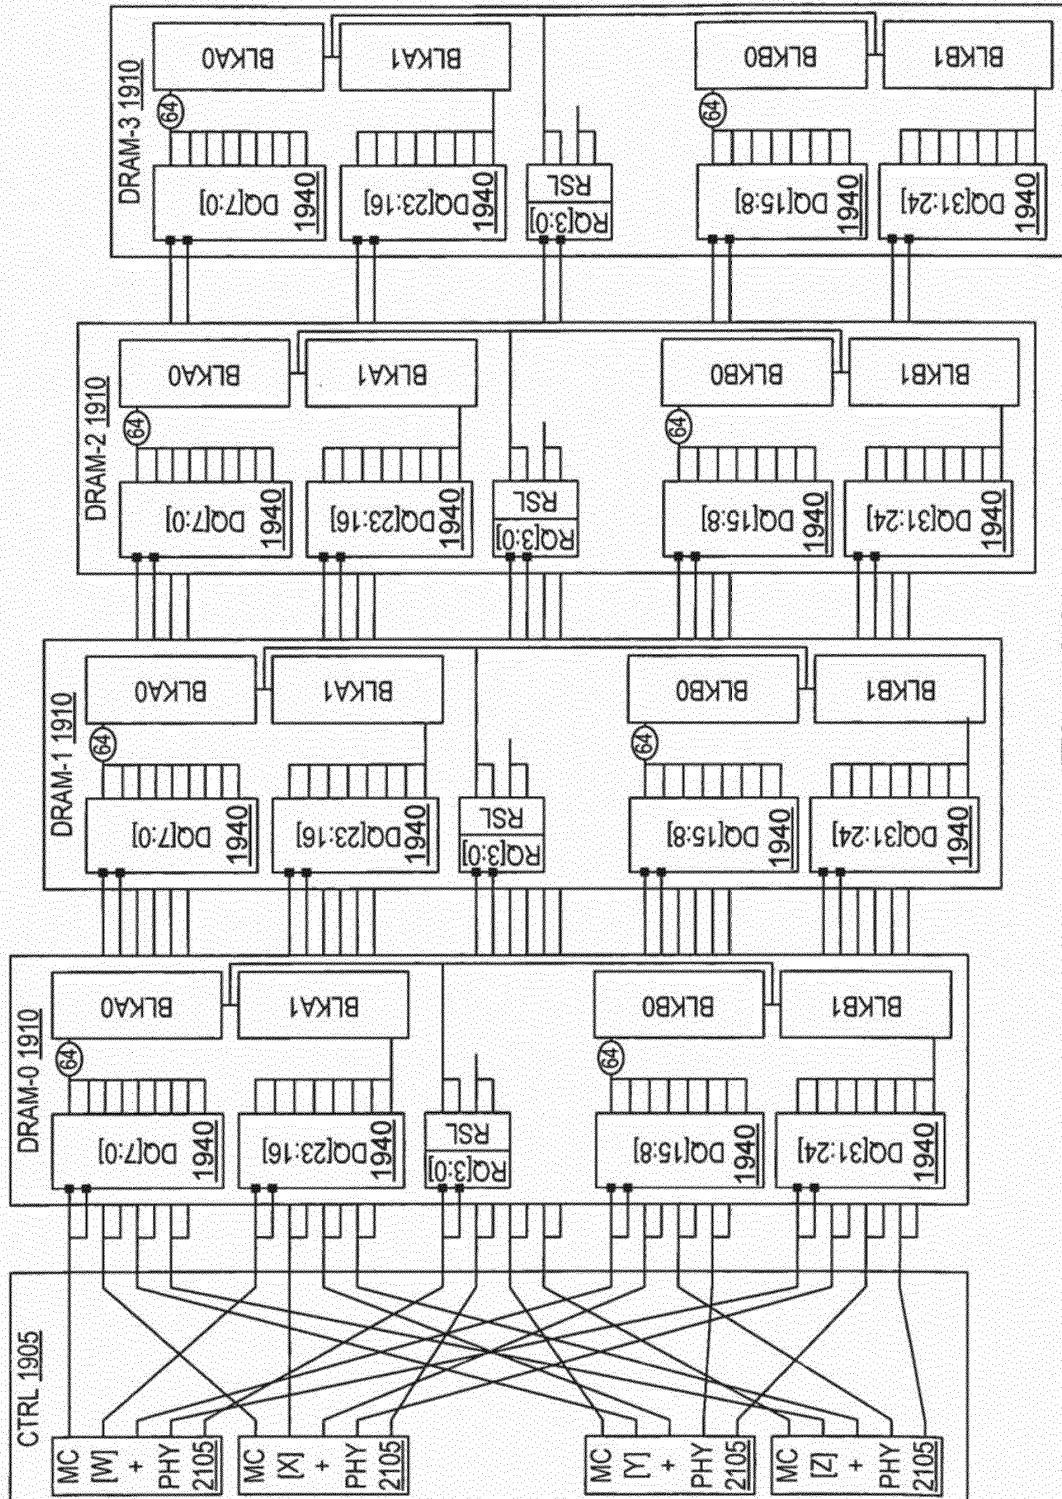 DRAM-3 1910
BLKA0
BLKA1
BLKB0
BLKB1
64
64
DQ[7:0]
1940
DQ[23:16]
1940
RSL
RQ[3:0]
DQ[15:8]
1940
DQ[31:24]
1940
DRAM-2 1910
BLKA0
BLKA1
BLKB0
BLKB1
64
64
DQ[7:0]
1940
DQ[23:16]
1940
RSL
RQ[3:0]
DQ[15:8]
1940
DQ[31:24]
1940
DRAM-1 1910
BLKA0
BLKA1
BLKB0
BLKB1
64
64
DQ[7:0]
1940
DQ[23:16]
1940
RSL
RQ[3:0]
DQ[15:8]
1940
DQ[31:24]
1940
DRAM-0 1910
BLKA0
BLKA1
BLKB0
BLKB1
64
64
DQ[7:0]
1940
DQ[23:16]
1940
RSL
RQ[3:0]
DQ[15:8]
1940
DQ[31:24]
1940
CTRL 1905
MC
[W]
+
PHY
2105
MC
[X]
+
PHY
2105
MC
[Y]
+
PHY
2105
MC
[Z]
+
PHY
2105